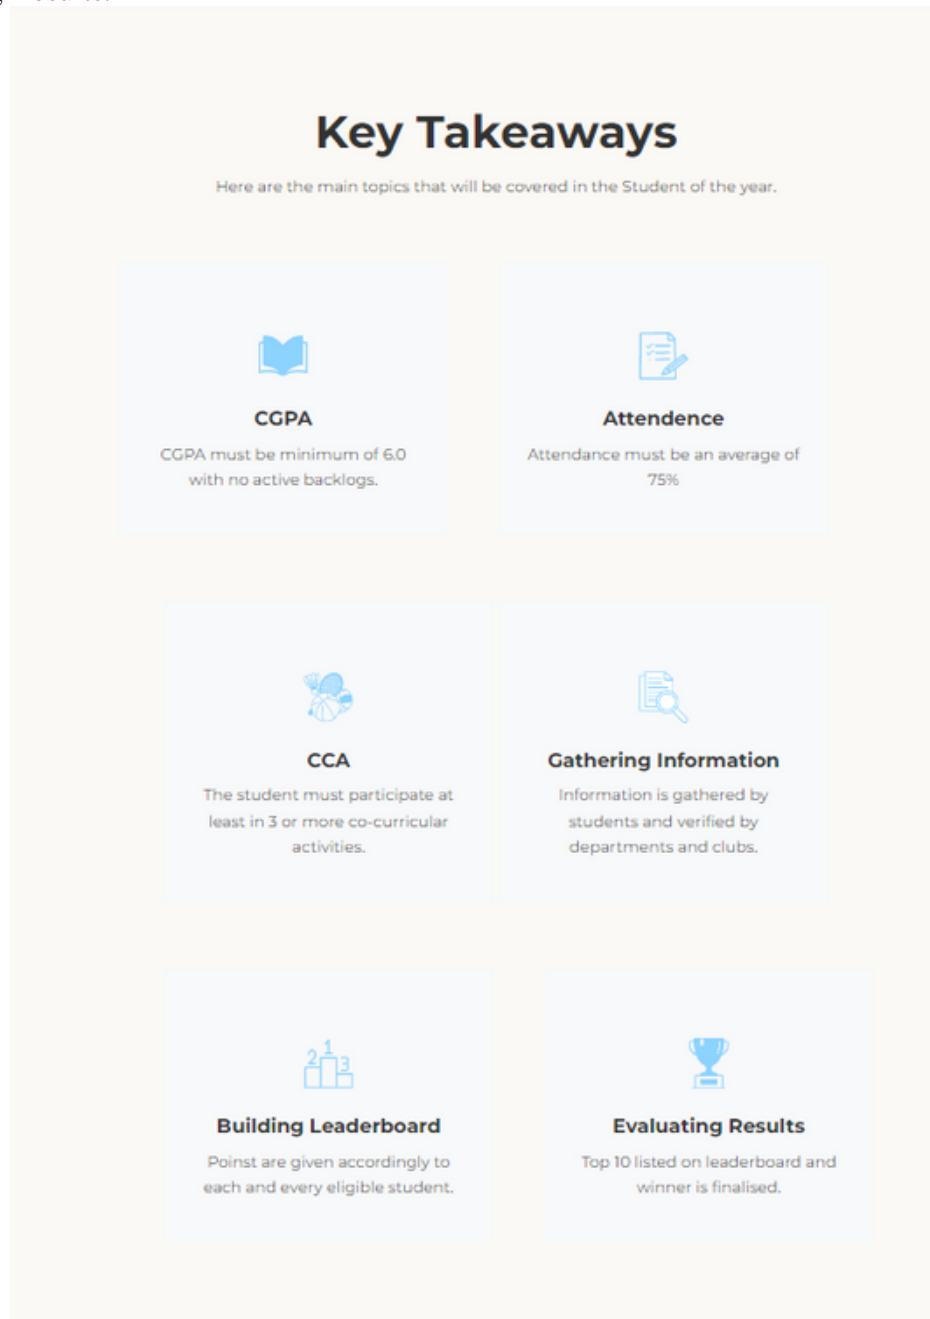 Key Takeaways
Here are the main topics that will be covered in the Student of the year.
CGPA
CGPA must be minimum of 6.0
with no active backlogs.
Attendence
Attendance must be an average of
75%
CCA
The student must participate at
least in 3 or more co-curricular
activities.
Gathering Information
Information is gathered by
students and verified by
departments and clubs.
2 1 3
Building Leaderboard
Poinst are given accordingly to
each and every eligible student.
Evaluating Results
Top 10 listed on leaderboard and
winner is finalised.